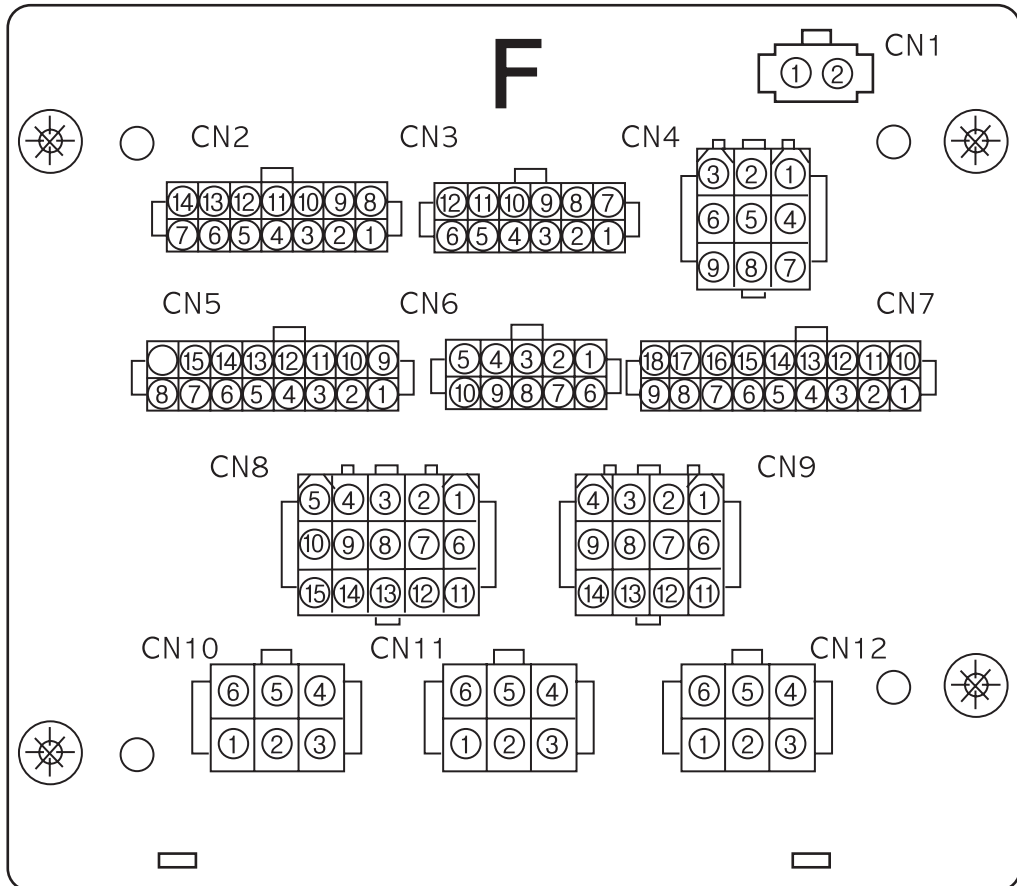 F
CN1
① ②
CN2
⑭ ⑬ ⑫ ⑪ ⑩ ⑨ ⑧
⑦ ⑥ ⑤ ④ ③ ② ①
CN3
⑫ ⑪ ⑩ ⑨ ⑧ ⑦
⑥ ⑤ ④ ③ ② ①
CN4
③ ② ①
⑥ ⑤ ④
⑨ ⑧ ⑦
CN5
⑮ ⑭ ⑬ ⑫ ⑪ ⑩ ⑨
⑧ ⑦ ⑥ ⑤ ④ ③ ② ①
CN6
⑤ ④ ③ ② ①
⑩ ⑨ ⑧ ⑦ ⑥
CN7
⑱ ⑰ ⑯ ⑮ ⑭ ⑬ ⑫ ⑪ ⑩
⑨ ⑧ ⑦ ⑥ ⑤ ④ ③ ② ①
CN8
⑤ ④ ③ ② ①
⑩ ⑨ ⑧ ⑦ ⑥
⑮ ⑭ ⑬ ⑫ ⑪
CN9
④ ③ ② ①
⑨ ⑧ ⑦ ⑥
⑭ ⑬ ⑫ ⑪
CN10
⑥ ⑤ ④
① ② ③
CN11
⑥ ⑤ ④
① ② ③
CN12
⑥ ⑤ ④
① ② ③